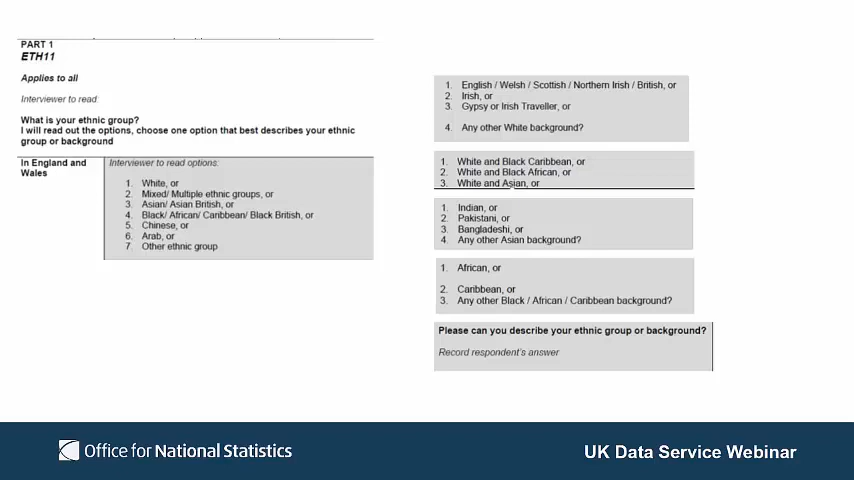 PART 1
ETH11
Applies to all
Interviewer to read:
What is your ethnic group?
I will read out the options, choose one option that best describes your ethnic
group or background
In England and
Wales
Interviewer to read options:
1. White, or
2. Mixed/ Multiple ethnic groups, or
3. Asian/ Asian British, or
4. Black/ African/ Caribbean/ Black British, or
5. Chinese, or
6. Arab, or
7. Other ethnic group
1. English / Welsh / Scottish / Northern Irish / British, or
2. Irish, or
3. Gypsy or Irish Traveller, or
4. Any other White background?
1. White and Black Caribbean, or
2. White and Black African, or
3. White and Asian, or
1. Indian, or
2. Pakistani, or
3. Bangladeshi, or
4. Any other Asian background?
1. African, or
2. Caribbean, or
3. Any other Black / African / Caribbean background?
Please can you describe your ethnic group or background?
Record respondent's answer
Office for National Statistics
UK Data Service Webinar